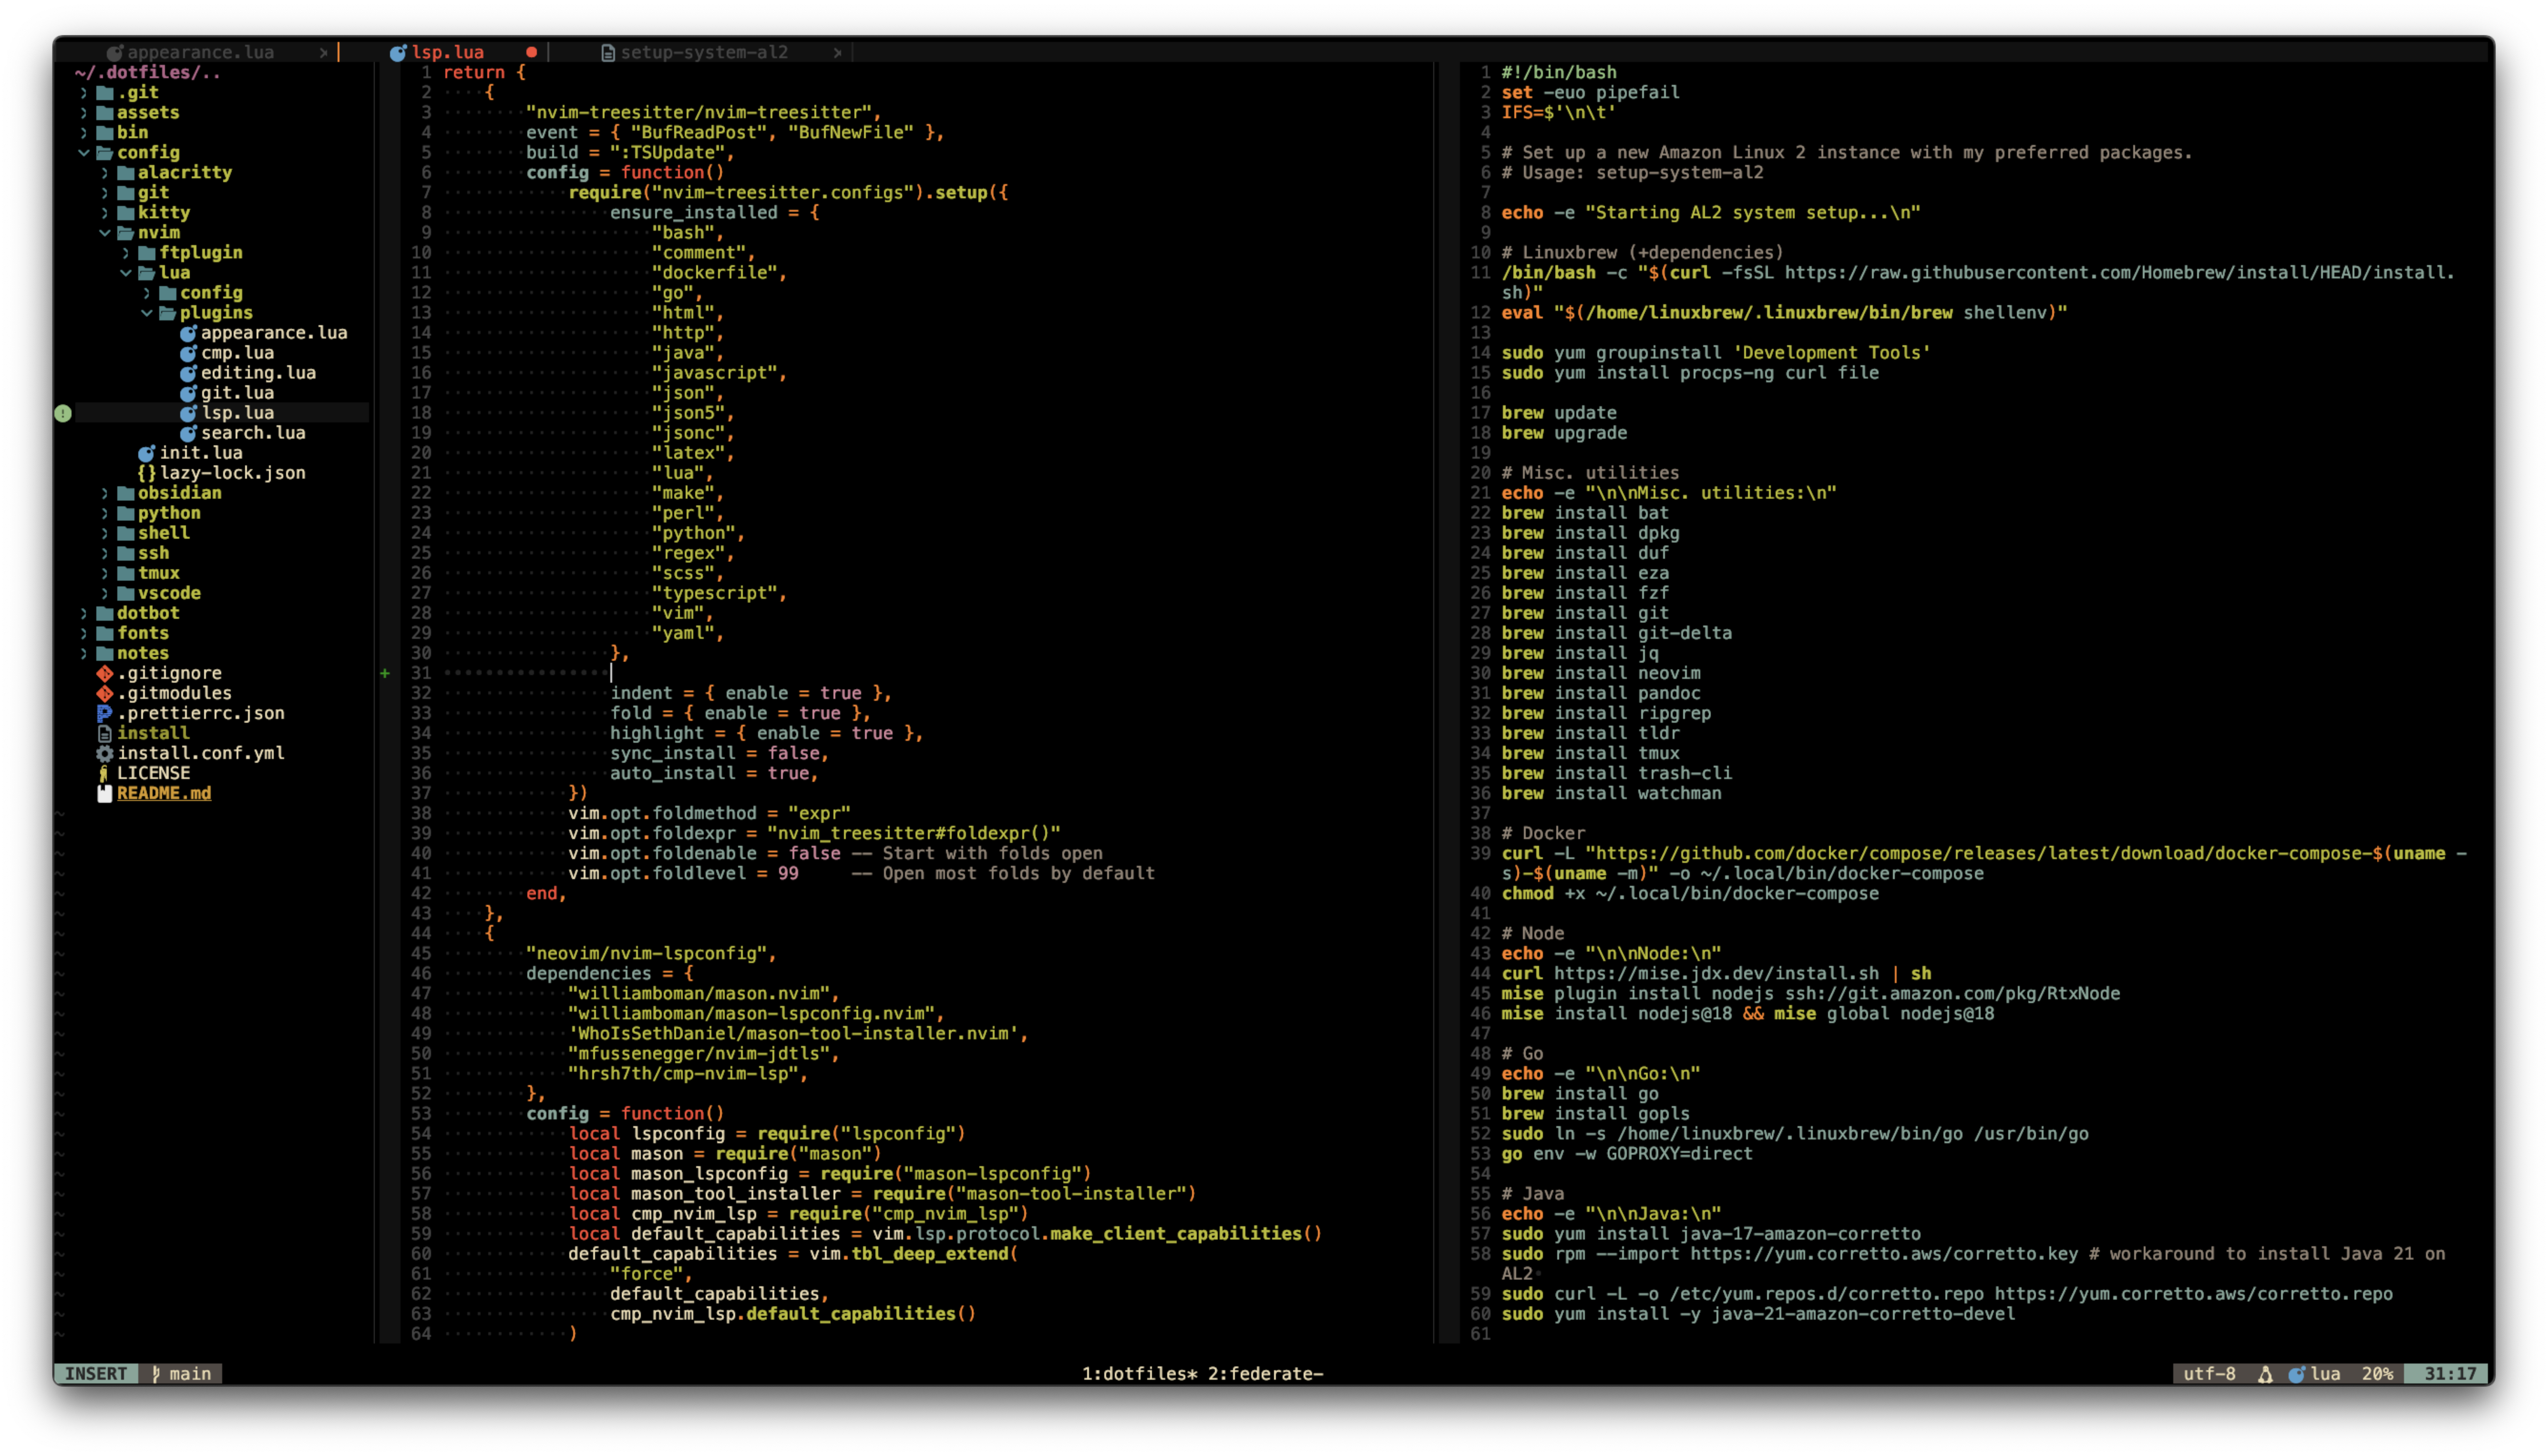 appearance.lua
lsp.lua
setup-system-al2
~/.dotfiles/..
.git
assets
bin
config
alacritty
git
kitty
nvim
ftplugin
lua
config
plugins
appearance.lua
cmp.lua
editing.lua
git.lua
lsp.lua
search.lua
init.lua
{} lazy-lock.json
obsidian
python
shell
ssh
tmux
vscode
dotbot
fonts
notes
.gitignore
.gitmodules
.prettierrc.json
install
install.conf.yml
LICENSE
README.md
1 return {
2 {
3 "nvim-treesitter/nvim-treesitter",
4 event = { "BufReadPost", "BufNewFile" },
5 build = ":TSUpdate",
6 config = function()
7 require("nvim-treesitter.configs").setup({
8 ensure_installed = {
9 "bash",
10 "comment",
11 "dockerfile",
12 "go",
13 "html",
14 "http",
15 "java",
16 "javascript",
17 "json",
18 "json5",
19 "jsonc",
20 "latex",
21 "lua",
22 "make",
23 "perl",
24 "python",
25 "regex",
26 "scss",
27 "typescript",
28 "vim",
29 "yaml",
30 },
+ 31
32 indent = { enable = true },
33 fold = { enable = true },
34 highlight = { enable = true },
35 sync_install = false,
36 auto_install = true,
37 })
38 vim.opt.foldmethod = "expr"
39 vim.opt.foldexpr = "nvim_treesitter#foldexpr()"
40 vim.opt.foldenable = false -- Start with folds open
41 vim.opt.foldlevel = 99     -- Open most folds by default
42 end,
43 },
44 {
45 "neovim/nvim-lspconfig",
46 dependencies = {
47 "williamboman/mason.nvim",
48 "williamboman/mason-lspconfig.nvim",
49 'WhoIsSethDaniel/mason-tool-installer.nvim',
50 "mfussenegger/nvim-jdtls",
51 "hrsh7th/cmp-nvim-lsp",
52 },
53 config = function()
54 local lspconfig = require("lspconfig")
55 local mason = require("mason")
56 local mason_lspconfig = require("mason-lspconfig")
57 local mason_tool_installer = require("mason-tool-installer")
58 local cmp_nvim_lsp = require("cmp_nvim_lsp")
59 local default_capabilities = vim.lsp.protocol.make_client_capabilities()
60 default_capabilities = vim.tbl_deep_extend(
61 "force",
62 default_capabilities,
63 cmp_nvim_lsp.default_capabilities()
64 )
1 #!/bin/bash
2 set -euo pipefail
3 IFS=$'\n\t'
4
5 # Set up a new Amazon Linux 2 instance with my preferred packages.
6 # Usage: setup-system-al2
7
8 echo -e "Starting AL2 system setup...\n"
9
10 # Linuxbrew (+dependencies)
11 /bin/bash -c "$(curl -fsSL https://raw.githubusercontent.com/Homebrew/install/HEAD/install.
sh)"
12 eval "$(/home/linuxbrew/.linuxbrew/bin/brew shellenv)"
13
14 sudo yum groupinstall 'Development Tools'
15 sudo yum install procps-ng curl file
16
17 brew update
18 brew upgrade
19
20 # Misc. utilities
21 echo -e "\n\nMisc. utilities:\n"
22 brew install bat
23 brew install dpkg
24 brew install duf
25 brew install eza
26 brew install fzf
27 brew install git
28 brew install git-delta
29 brew install jq
30 brew install neovim
31 brew install pandoc
32 brew install ripgrep
33 brew install tldr
34 brew install tmux
35 brew install trash-cli
36 brew install watchman
37
38 # Docker
39 curl -L "https://github.com/docker/compose/releases/latest/download/docker-compose-$(uname -
s)-$(uname -m)" -o ~/.local/bin/docker-compose
40 chmod +x ~/.local/bin/docker-compose
41
42 # Node
43 echo -e "\n\nNode:\n"
44 curl https://mise.jdx.dev/install.sh | sh
45 mise plugin install nodejs ssh://git.amazon.com/pkg/RtxNode
46 mise install nodejs@18 && mise global nodejs@18
47
48 # Go
49 echo -e "\n\nGo:\n"
50 brew install go
51 brew install gopls
52 sudo ln -s /home/linuxbrew/.linuxbrew/bin/go /usr/bin/go
53 go env -w GOPROXY=direct
54
55 # Java
56 echo -e "\n\nJava:\n"
57 sudo yum install java-17-amazon-corretto
58 sudo rpm --import https://yum.corretto.aws/corretto.key # workaround to install Java 21 on
AL2
59 sudo curl -L -o /etc/yum.repos.d/corretto.repo https://yum.corretto.aws/corretto.repo
60 sudo yum install -y java-21-amazon-corretto-devel
61
INSERT main
1:dotfiles* 2:federate-
utf-8 lua 20% 31:17